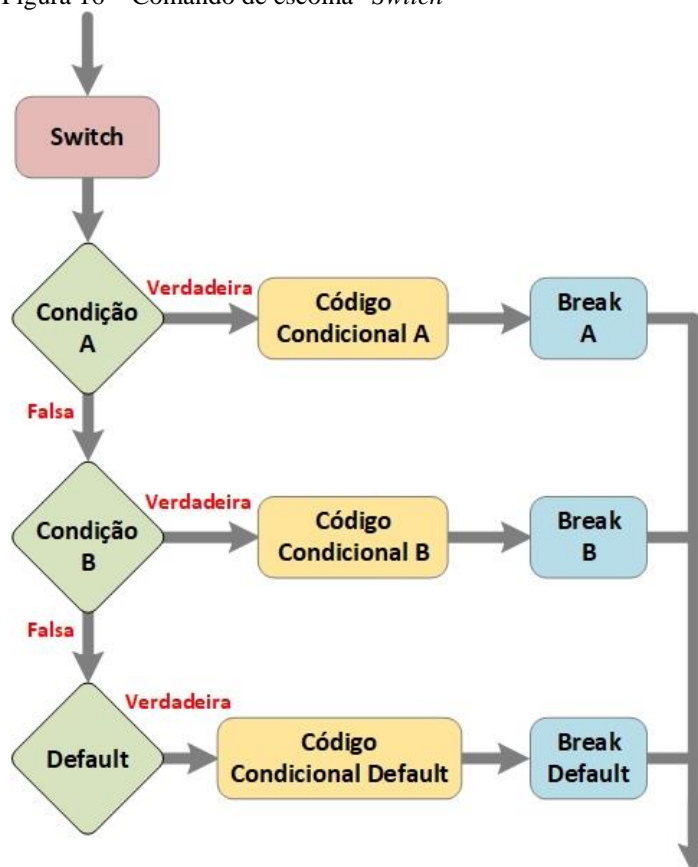 Switch
Verdadeira
Condição
A
Código
Condicional A
Break
A
Falsa
Verdadeira
Condição
B
Código
Condicional B
Break
B
Falsa
Verdadeira
Default
Código
Condicional Default
Break
Default